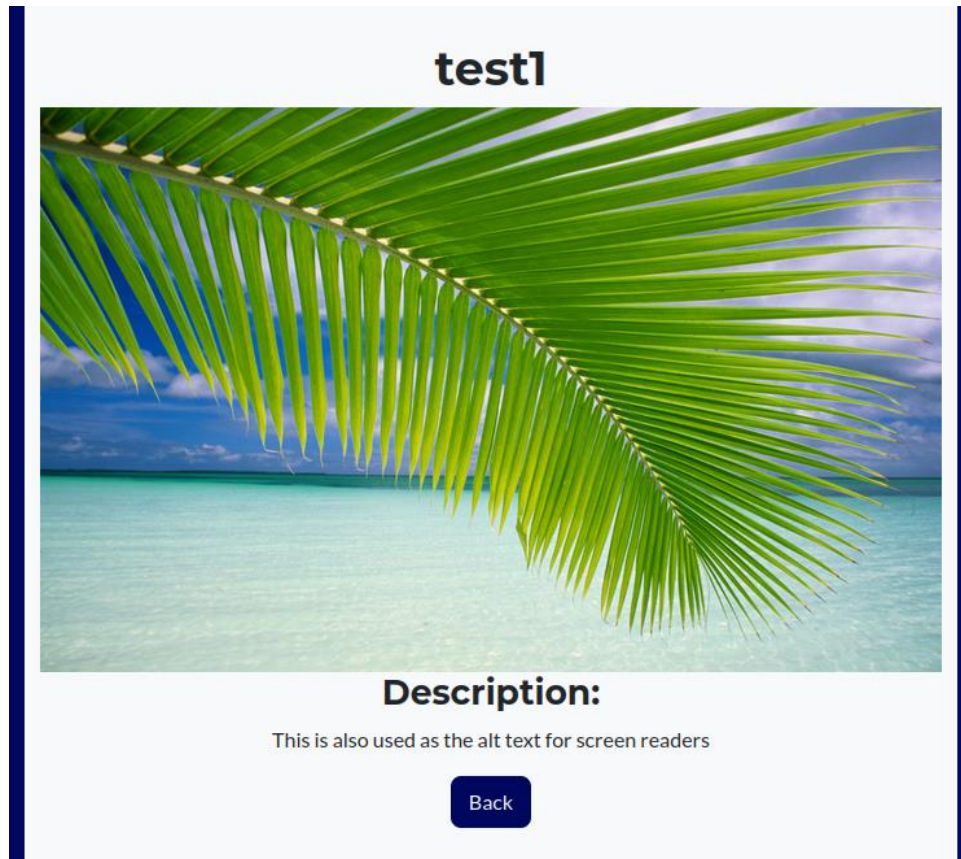 test1
Description:
This is also used as the alt text for screen readers
Back